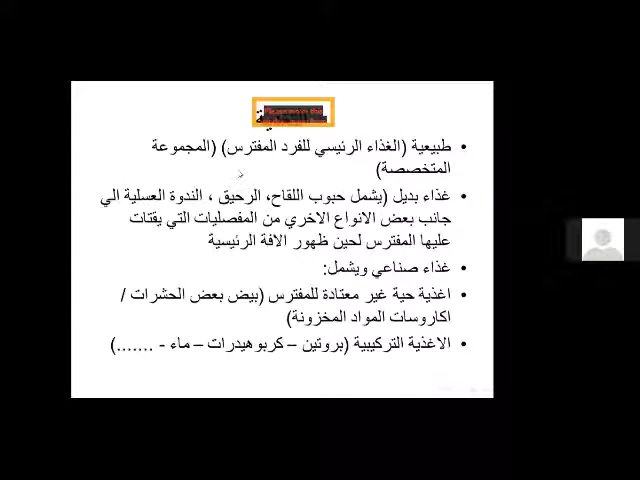 طبيعية (الغذاء الرئيسي للفرد المفترس) (المجموعة
المتخصصة)
غذاء بديل (يشمل حبوب اللقاح، الرحيق ، الندوة العسلية الي
جانب بعض الانواع الاخري من المفصليات التي يقتات
عليها المفترس لحين ظهور الافة الرئيسية
غذاء صناعي ويشمل:
اغذية حية غير معتادة للمفترس (بيض بعض الحشرات /
اكاروسات المواد المخزونة)
الاغذية التركيبية (بروتين – كربوهيدرات – ماء - .......)